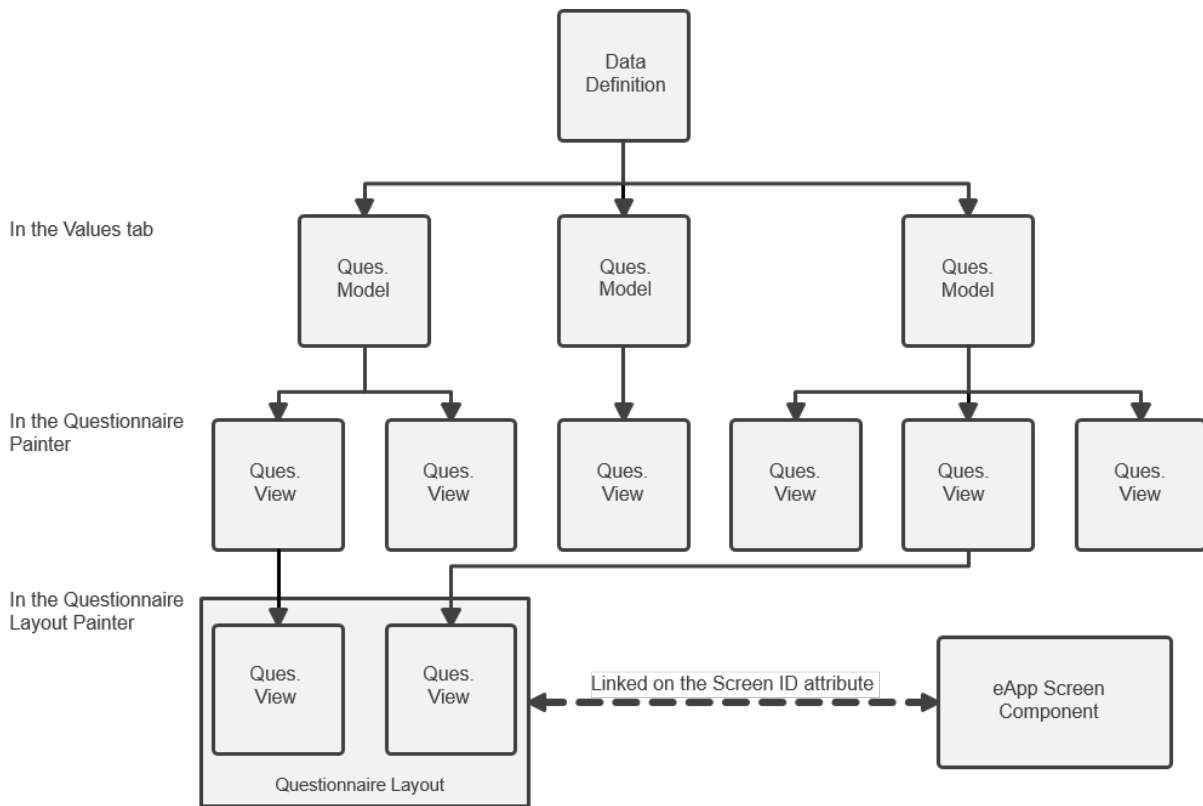 Data
Definition
In the Values tab
Ques.
Model
Ques.
Model
Ques.
Model
In the Questionnaire
Painter
Ques.
View
Ques.
View
Ques.
View
Ques.
View
Ques.
View
Ques.
View
In the Questionnaire
Layout Painter
Ques.
View
Ques.
View
Linked on the Screen ID attribute
eApp Screen
Component
Questionnaire Layout